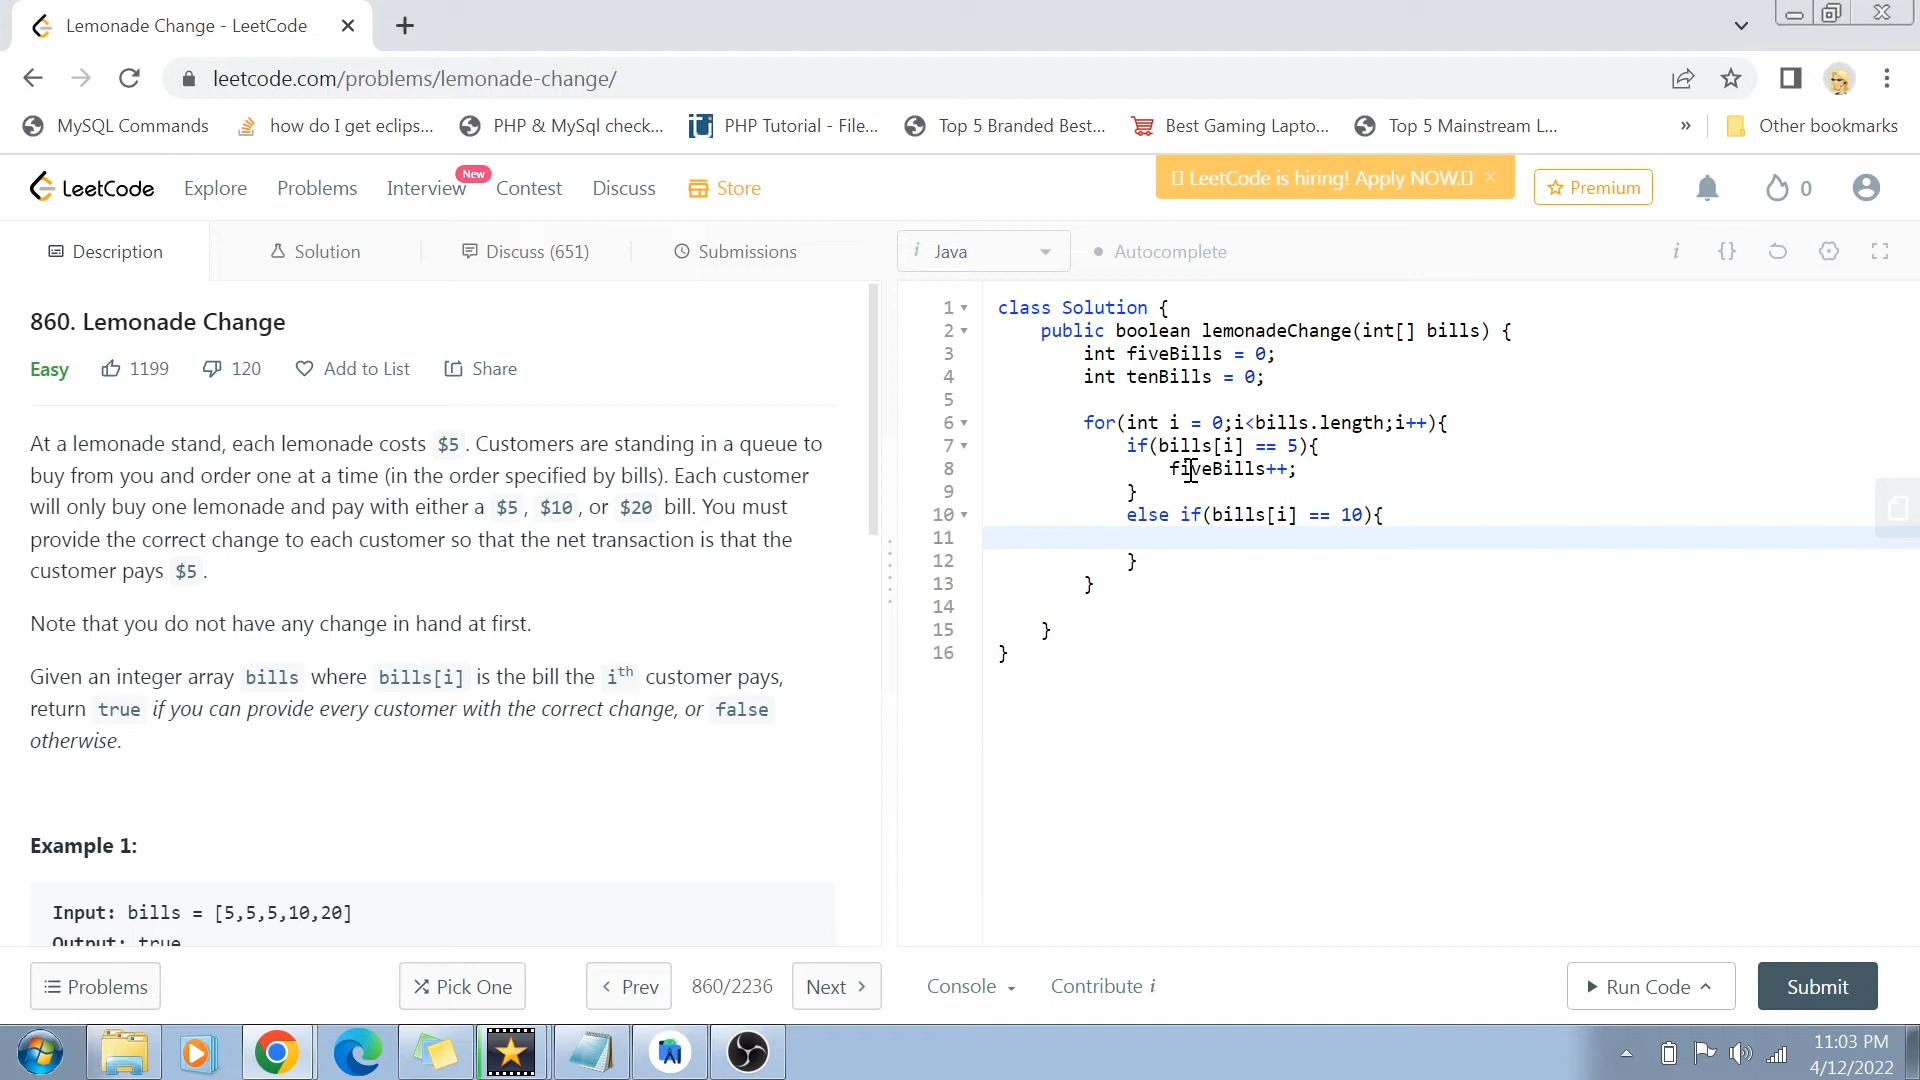 Lemonade Change - LeetCode
leetcode.com/problems/lemonade-change/
MySQL Commands
how do I get eclips...
PHP & MySql check...
PHP Tutorial - File...
Top 5 Branded Best...
Best Gaming Lapto...
Top 5 Mainstream L...
»
Other bookmarks
LeetCode
Explore
Problems
Interview
New
Contest
Discuss
Store
LeetCode is hiring! Apply NOW.
Premium
0
Description
Solution
Discuss (651)
Submissions
i Java
Autocomplete
i {}
860. Lemonade Change
Easy 1199 120 Add to List Share
At a lemonade stand, each lemonade costs $5. Customers are standing in a queue to
buy from you and order one at a time (in the order specified by bills). Each customer
will only buy one lemonade and pay with either a $5, $10, or $20 bill. You must
provide the correct change to each customer so that the net transaction is that the
customer pays $5.
Note that you do not have any change in hand at first.
Given an integer array bills where bills[i] is the bill the ith customer pays,
return true if you can provide every customer with the correct change, or false
otherwise.
Example 1:
Input: bills = [5,5,5,10,20]
Output: true
1 class Solution {
2 public boolean lemonadeChange(int[] bills) {
3 int fiveBills = 0;
4 int tenBills = 0;
5
6 for(int i = 0;i<bills.length;i++){
7 if(bills[i] == 5){
8 fiveBills++;
9 }
10 else if(bills[i] == 10){
11
12 }
13 }
14
15 }
16 }
Problems
Pick One
Prev
860/2236
Next
Console
Contribute i
Run Code
Submit
11:03 PM
4/12/2022